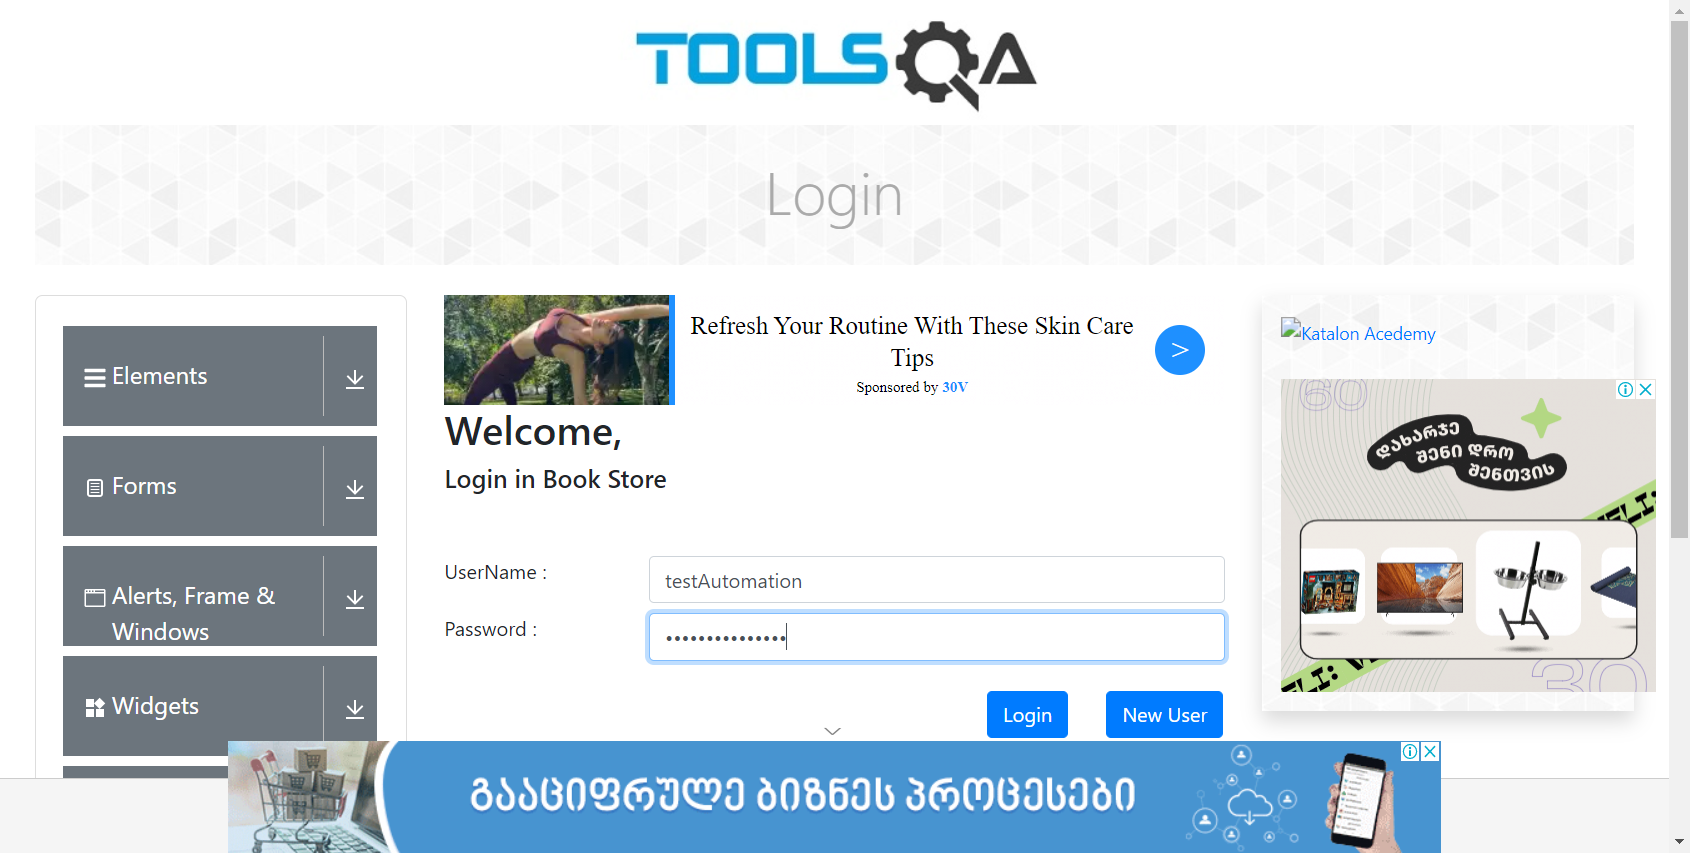 TOOLSQA
Login
Elements
Forms
Alerts, Frame &
Windows
Widgets
Refresh Your Routine With These Skin Care
Tips
Sponsored by 30V
>
Welcome,
Login in Book Store
UserName :
testAutomation
Password :
•••••••••••••••
Login
New User
Katalon Acedemy
60
დახარჯე
შენი დრო
შენთვის
30
გააციფრულე ბიზნეს პროცესები